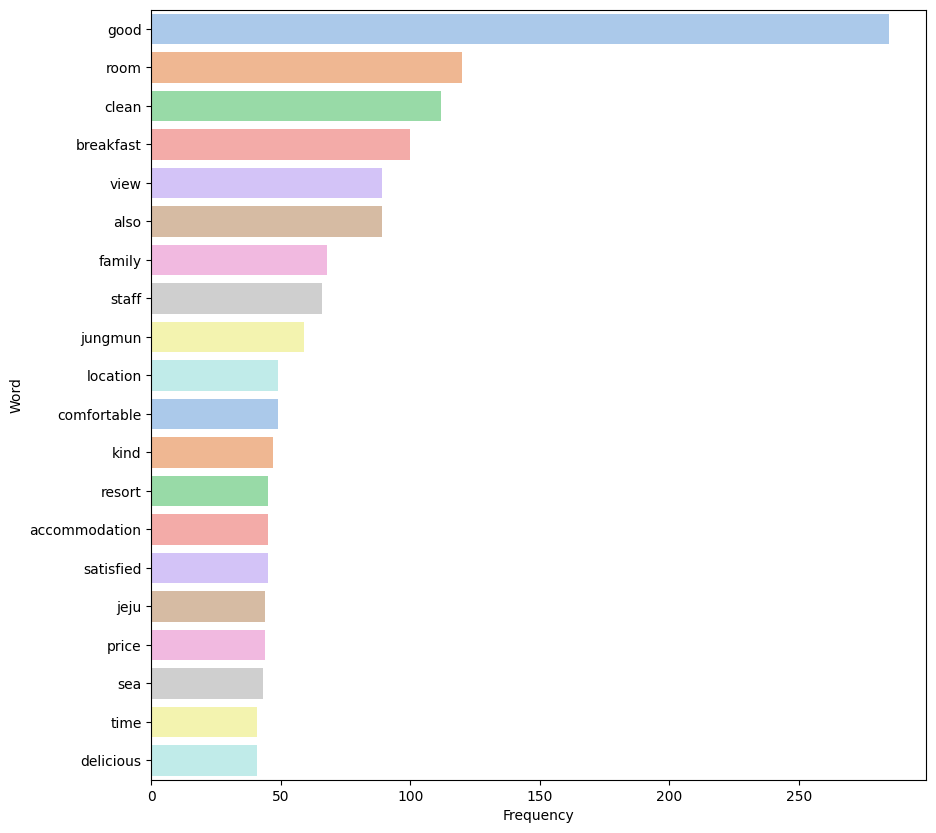 good
room
clean
breakfast
view
also
family
staff
jungmun
location
comfortable
kind
resort
accommodation
satisfied
jeju
price
sea
time
delicious
Word
0 50 100 150 200 250
Frequency